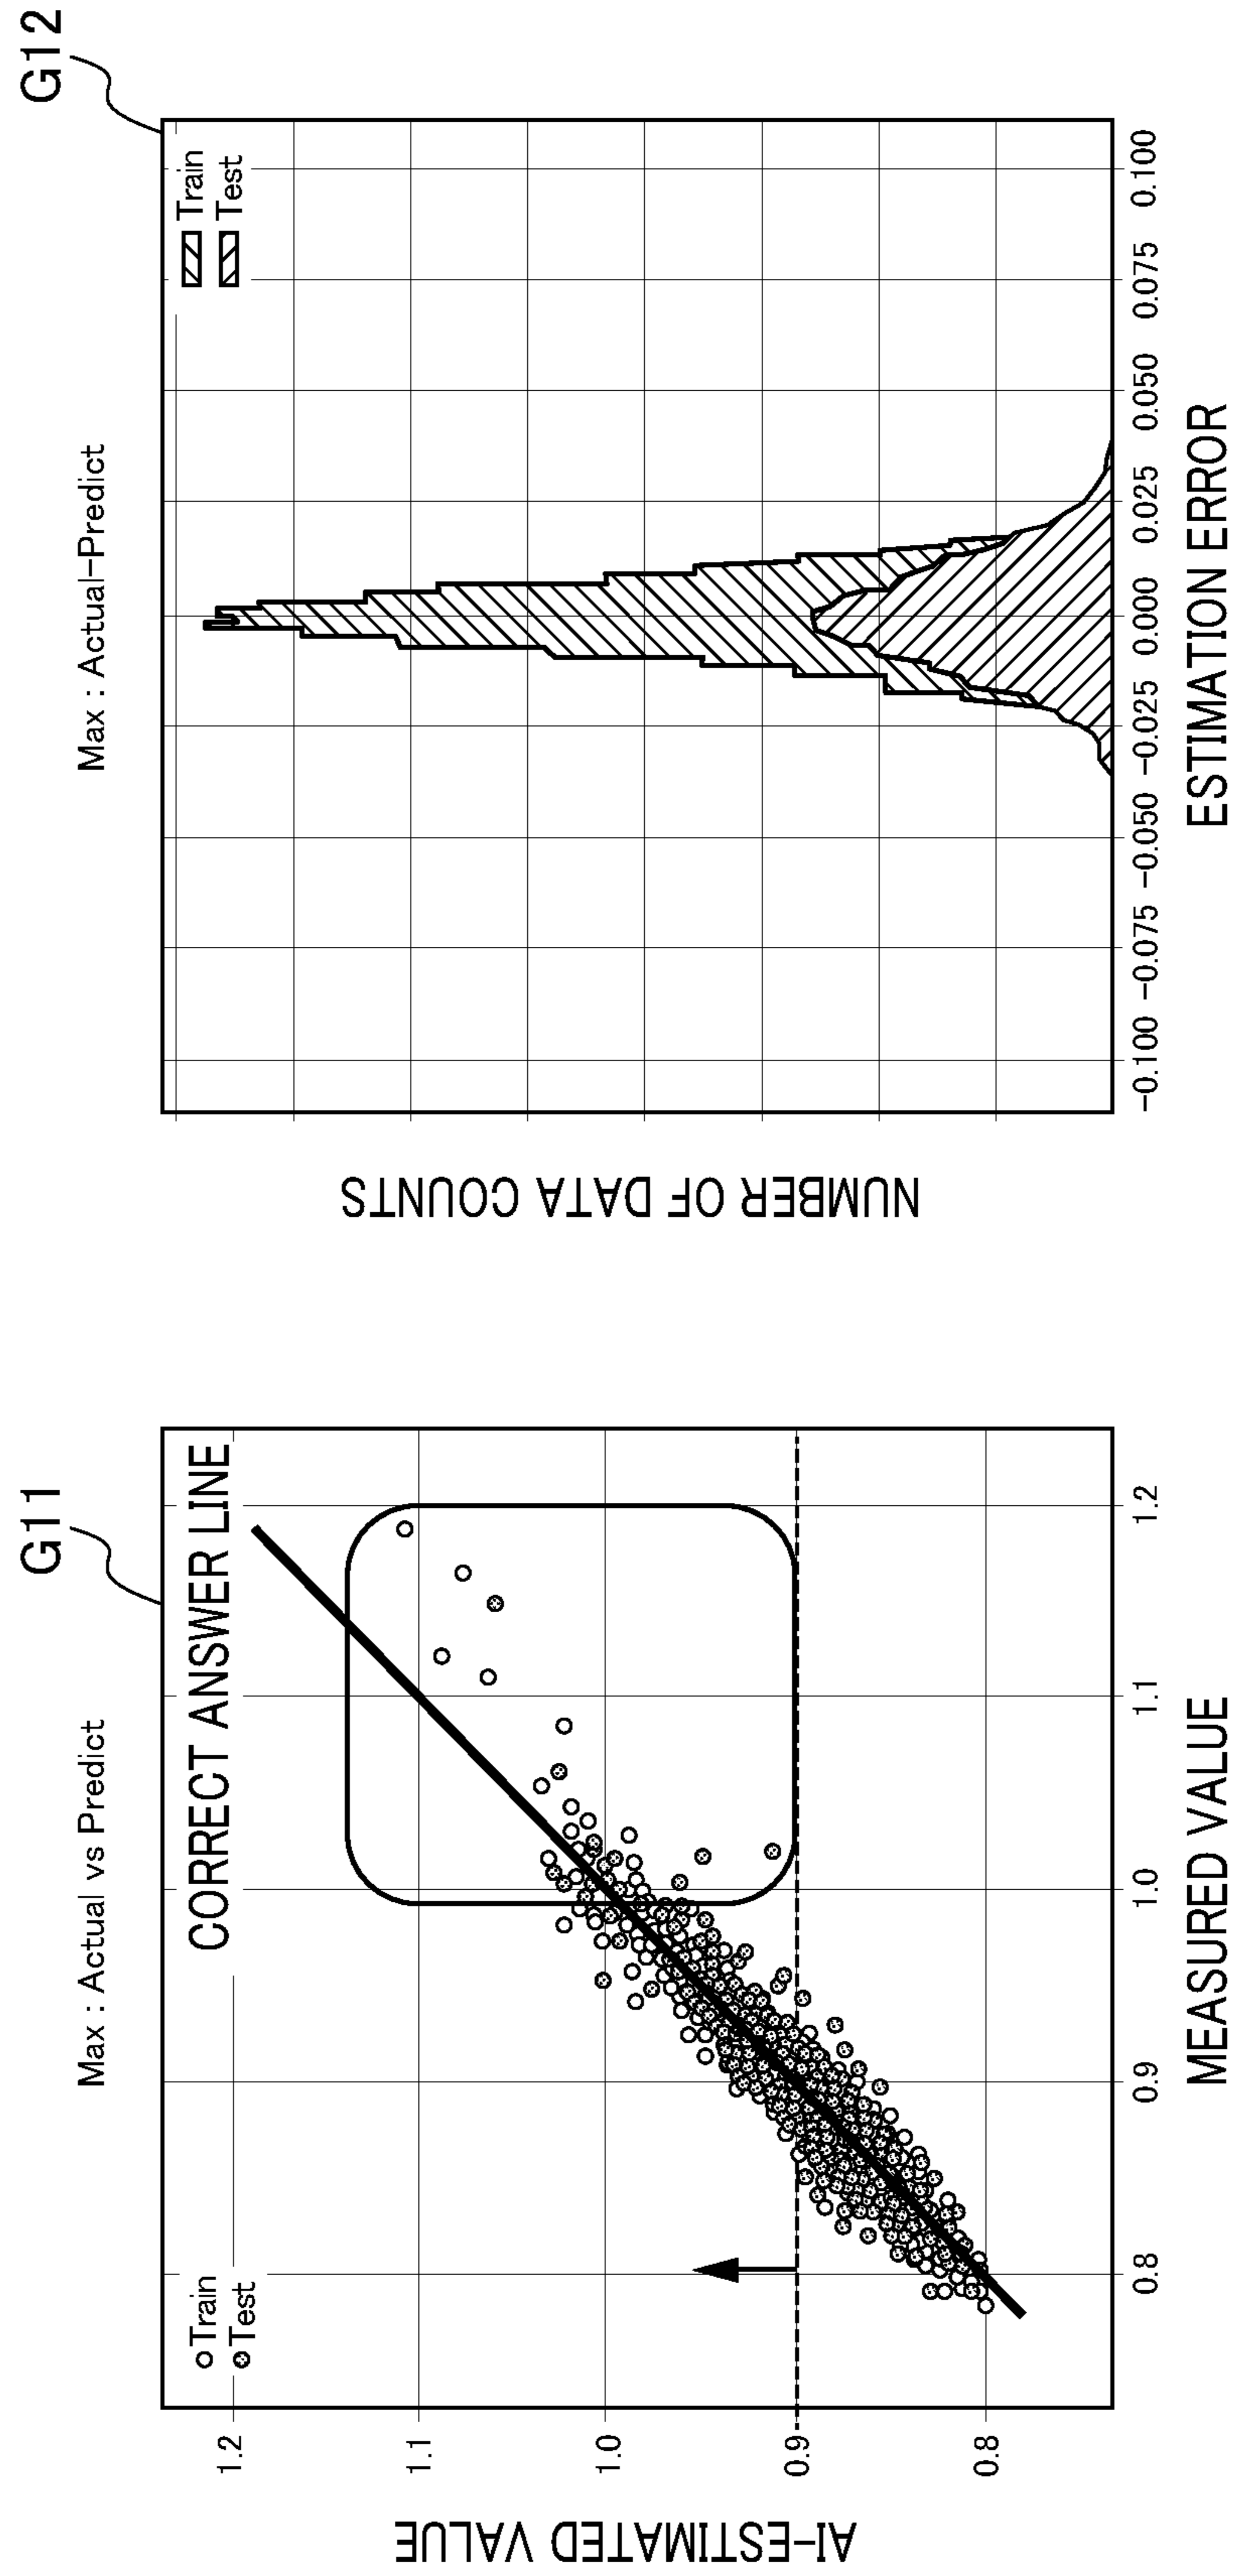 G11
Max : Actual vs Predict
CORRECT ANSWER LINE
Train
Test
1.2
1.1
1.0
0.9
0.8
AI-ESTIMATED VALUE
0.8 0.9 1.0 1.1 1.2
MEASURED VALUE
G12
Max : Actual-Predict
Train
Test
NUMBER OF DATA COUNTS
-0.100 -0.075 -0.050 -0.025 0.000 0.025 0.050 0.075 0.100
ESTIMATION ERROR